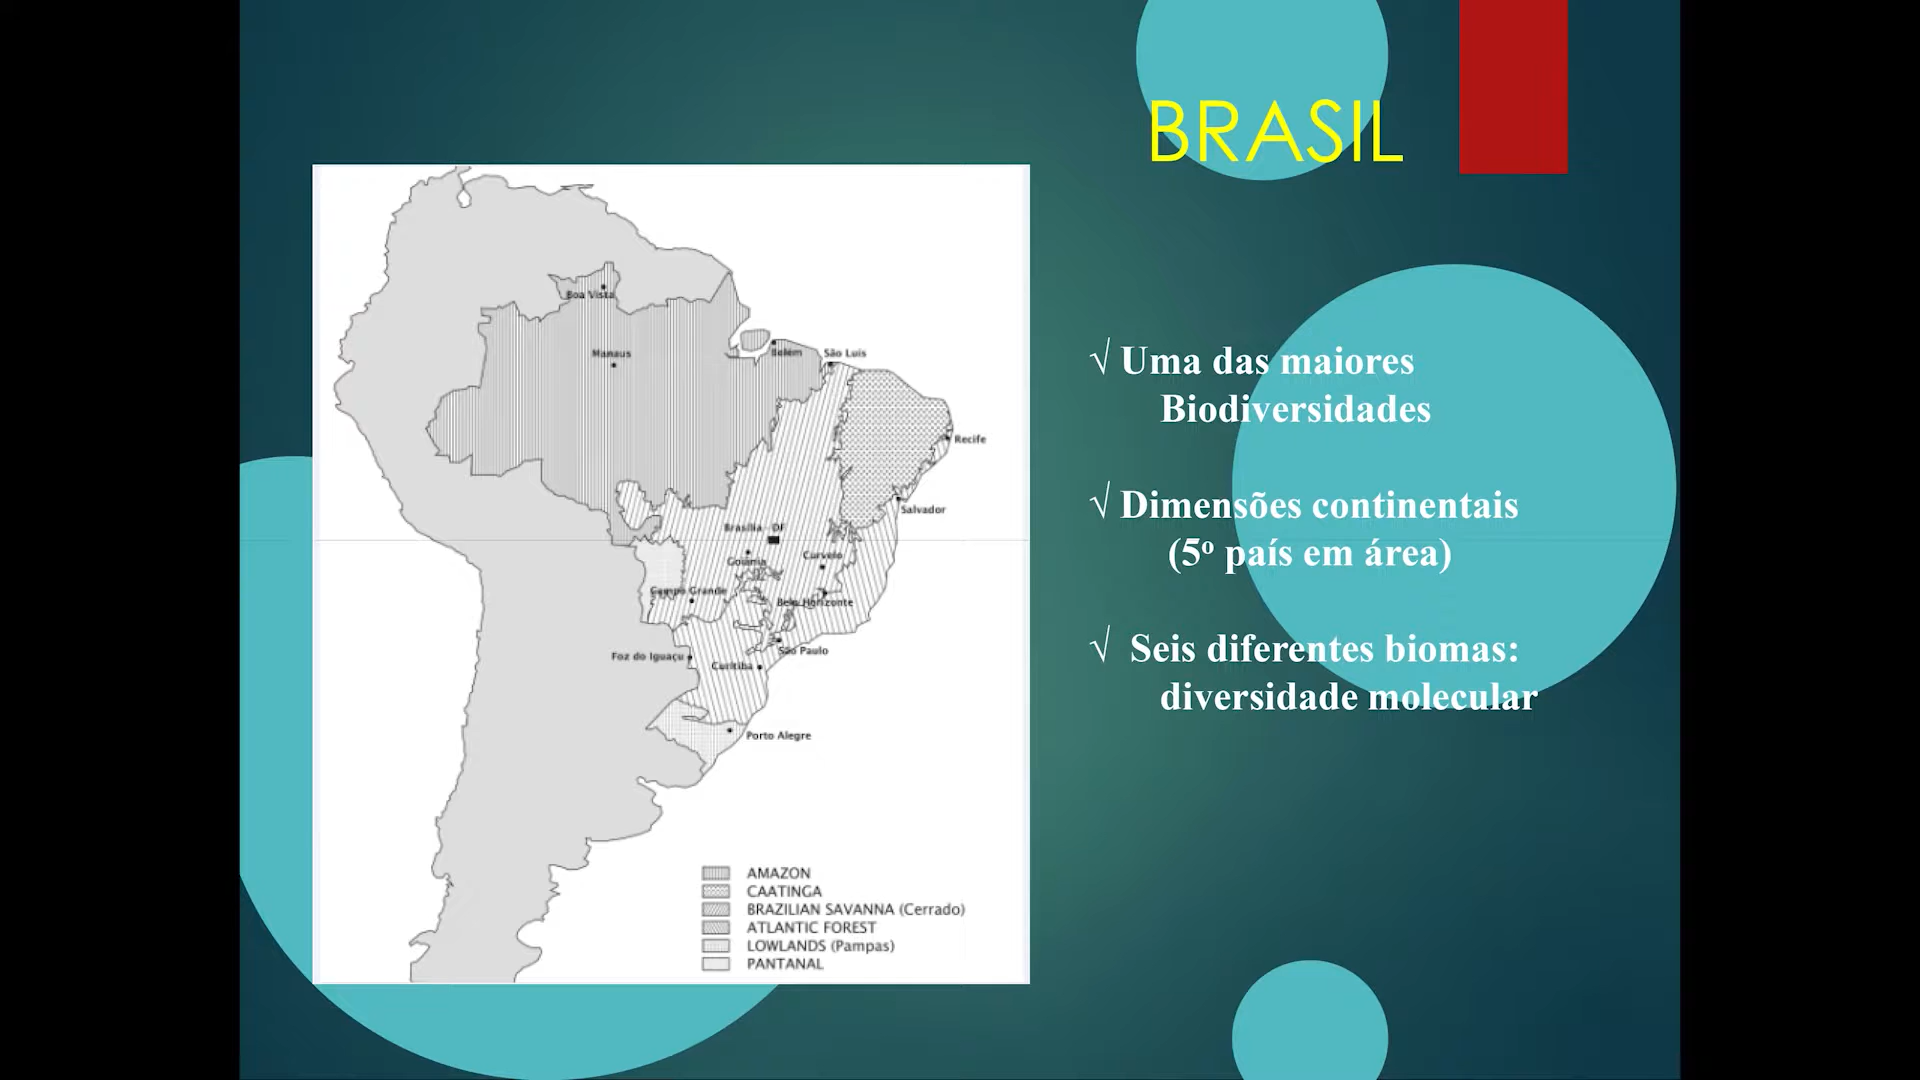 BRASIL
Boa Vista
Manaus
Belém
São Luis
Recife
Salvador
Brasília - DF
Goiânia
Curvelo
Campo Grande
Belo Horizonte
São Paulo
Foz do Iguaçu
Curitiba
Porto Alegre
AMAZON
CAATINGA
BRAZILIAN SAVANNA (Cerrado)
ATLANTIC FOREST
LOWLANDS (Pampas)
PANTANAL
√ Uma das maiores
Biodiversidades
√ Dimensões continentais
(5º país em área)
√ Seis diferentes biomas:
diversidade molecular